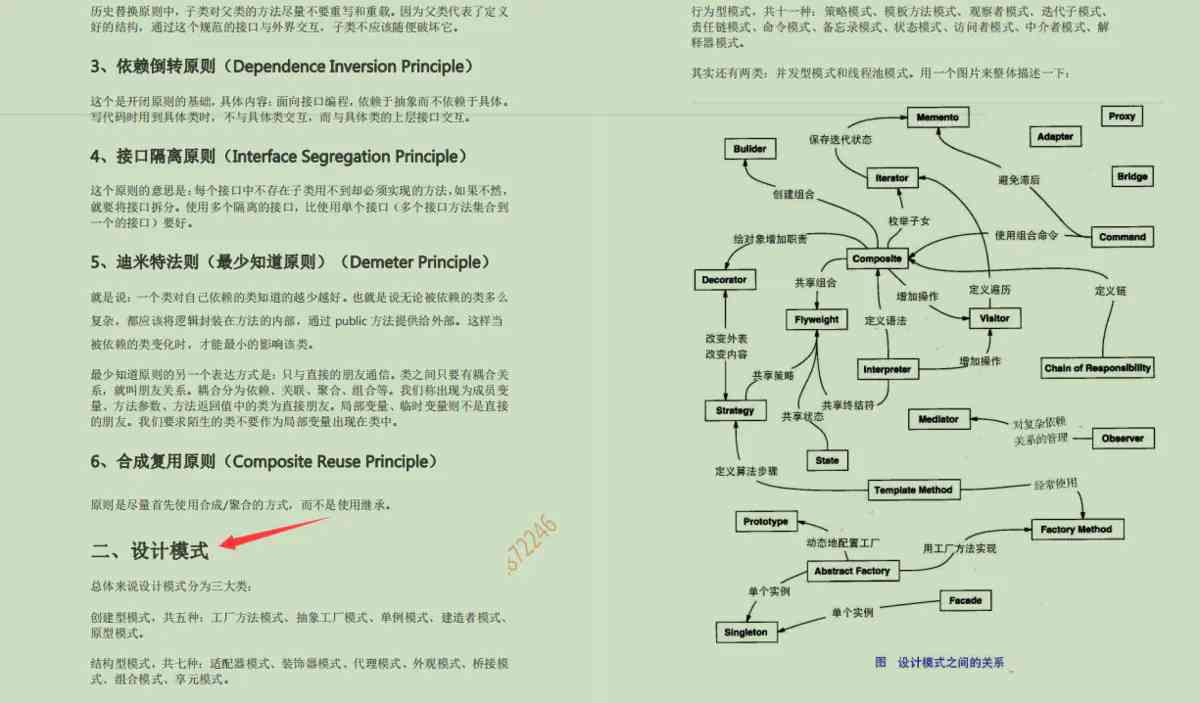 历史替换原则中，子类对父类的方法尽量不要重写和重载。因为父类代表了定义
好的结构，通过这个规范的接口与外界交互，子类不应该随便破坏它。
3、依赖倒转原则（Dependence Inversion Principle）
这个是开闭原则的基础，具体内容：面向接口编程，依赖于抽象而不依赖于具体。
写代码时用到具体类时，不与具体类交互，而与具体类的上层接口交互。
4、接口隔离原则（Interface Segregation Principle）
这个原则的意思是：每个接口中不存在子类用不到却必须实现的方法，如果不然，
就要将接口拆分。使用多个隔离的接口，比使用单个接口（多个接口方法集合到
一个的接口）要好。
5、迪米特法则（最少知道原则）（Demeter Principle）
就是说：一个类对自己依赖的类知道的越少越好。也就是说无论被依赖的类多么
复杂，都应该将逻辑封装在方法的内部，通过 public 方法提供给外部。这样当
被依赖的类变化时，才能最小的影响该类。
最少知道原则的另一个表达方式是：只与直接的朋友通信。类之间只要有耦合关
系，就叫朋友关系。耦合分为依赖、关联、聚合、组合等。我们称出现为成员变
量、方法参数、方法返回值中的类为直接朋友。局部变量、临时变量则不是直接
的朋友。我们要求陌生的类不要作为局部变量出现在类中。
6、合成复用原则（Composite Reuse Principle）
原则是尽量首先使用合成/聚合的方式，而不是使用继承。
二、设计模式
总体来说设计模式分为三大类：
创建型模式，共五种：工厂方法模式、抽象工厂模式、单例模式、建造者模式、
原型模式。
结构型模式，共七种：适配器模式、装饰器模式、代理模式、外观模式、桥接模
式、组合模式、享元模式。
.672246
行为型模式，共十一种：策略模式、模板方法模式、观察者模式、迭代子模式、
责任链模式、命令模式、备忘录模式、状态模式、访问者模式、中介者模式、解
释器模式。
其实还有两类：并发型模式和线程池模式。用一个图片来整体描述一下：
Memento
Proxy
保存迭代状态
Adapter
Builder
Iterator
避免滞后
Bridge
创建组合
枚举子女
给对象增加职责
使用组合命令
Command
Composite
Decorator
共享组合
增加操作
定义遍历
定义链
Flyweight
定义语法
Visitor
改变外表
改变内容
增加操作
Interpreter
Chain of Responsibility
共享策略
Strategy
共享状态
共享终结符
Mediator
对复杂依赖
关系的管理
Observer
State
定义算法步骤
Template Method
经常使用
Prototype
Factory Method
动态地配置工厂
用工厂方法实现
Abstract Factory
单个实例
单个实例
Facade
Singleton
图 设计模式之间的关系